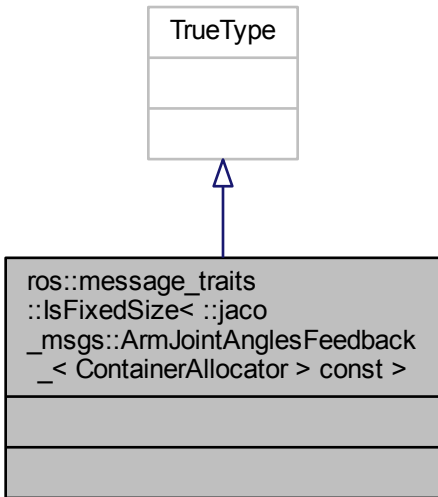 TrueType
ros::message_traits
::IsFixedSize< ::jaco
_msgs::ArmJointAnglesFeedback
_< ContainerAllocator > const >